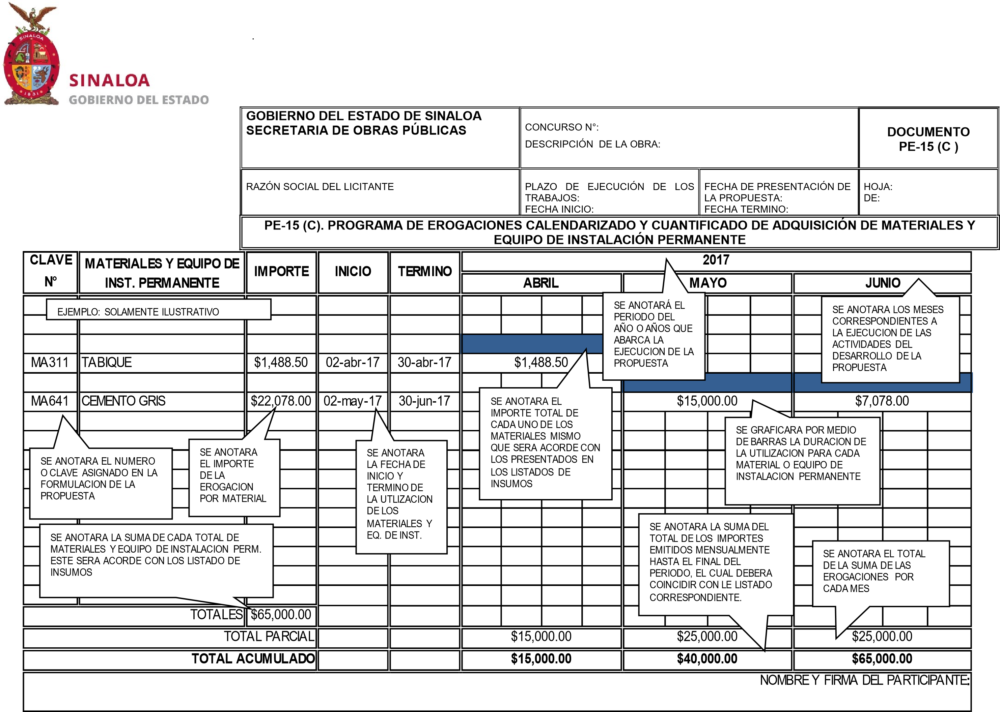 SINALOA
1831
SINALOA
GOBIERNO DEL ESTADO
.
GOBIERNO DEL ESTADO DE SINALOA
SECRETARIA DE OBRAS PÚBLICAS
CONCURSO N°:
DESCRIPCIÓN DE LA OBRA:
DOCUMENTO
PE-15 (C )
RAZÓN SOCIAL DEL LICITANTE
PLAZO DE EJECUCIÓN DE LOS
TRABAJOS:
FECHA INICIO:
FECHA DE PRESENTACIÓN DE
LA PROPUESTA:
FECHA TERMINO:
HOJA:
DE:
PE-15 (C). PROGRAMA DE EROGACIONES CALENDARIZADO Y CUANTIFICADO DE ADQUISICIÓN DE MATERIALES Y
EQUIPO DE INSTALACIÓN PERMANENTE
CLAVE
N°
MATERIALES Y EQUIPO DE
INST. PERMANENTE
IMPORTE
INICIO
TERMINO
2017
ABRIL
MAYO
JUNIO
EJEMPLO: SOLAMENTE ILUSTRATIVO
SE ANOTARÁ EL
PERIODO DEL
AÑO O AÑOS QUE
ABARCA LA
EJECUCION DE LA
PROPUESTA
SE ANOTARA LOS MESES
CORRESPONDIENTES A
LA EJECUCION DE LAS
ACTIVIDADES DEL
DESARROLLO DE LA
PROPUESTA
MA311 TABIQUE $1,488.50 02-abr-17 30-abr-17 $1,488.50
MA641 CEMENTO GRIS $22,078.00 02-may-17 30-jun-17 $15,000.00 $7,078.00
SE ANOTARA EL NUMERO
O CLAVE ASIGNADO EN LA
FORMULACION DE LA
PROPUESTA
SE ANOTARA
EL IMPORTE
DE LA
EROGACION
POR MATERIAL
SE ANOTARA
LA FECHA DE
INICIO Y
TERMINO DE
LA UTLIZACION
DE LOS
MATERIALES Y
EQ. DE INST.
SE ANOTARA EL
IMPORTE TOTAL DE
CADA UNO DE LOS
MATERIALES MISMO
QUE SERA ACORDE CON
LOS PRESENTADOS EN
LOS LISTADOS DE
INSUMOS
SE GRAFICARA POR MEDIO
DE BARRAS LA DURACION DE
LA UTILIZACION PARA CADA
MATERIAL O EQUIPO DE
INSTALACION PERMANENTE
SE ANOTARA LA SUMA DE CADA TOTAL DE
MATERIALES Y EQUIPO DE INSTALACION PERM.
ESTE SERA ACORDE CON LOS LISTADO DE
INSUMOS
SE ANOTARA LA SUMA DEL
TOTAL DE LOS IMPORTES
EMITIDOS MENSUALMENTE
HASTA EL FINAL DEL
PERIODO, EL CUAL DEBERA
COINCIDIR CON LE LISTADO
CORRESPONDIENTE.
SE ANOTARA EL TOTAL
DE LA SUMA DE LAS
EROGACIONES POR
CADA MES
TOTALES $65,000.00
TOTAL PARCIAL $15,000.00 $25,000.00 $25,000.00
TOTAL ACUMULADO $15,000.00 $40,000.00 $65,000.00
NOMBRE Y FIRMA DEL PARTICIPANTE: